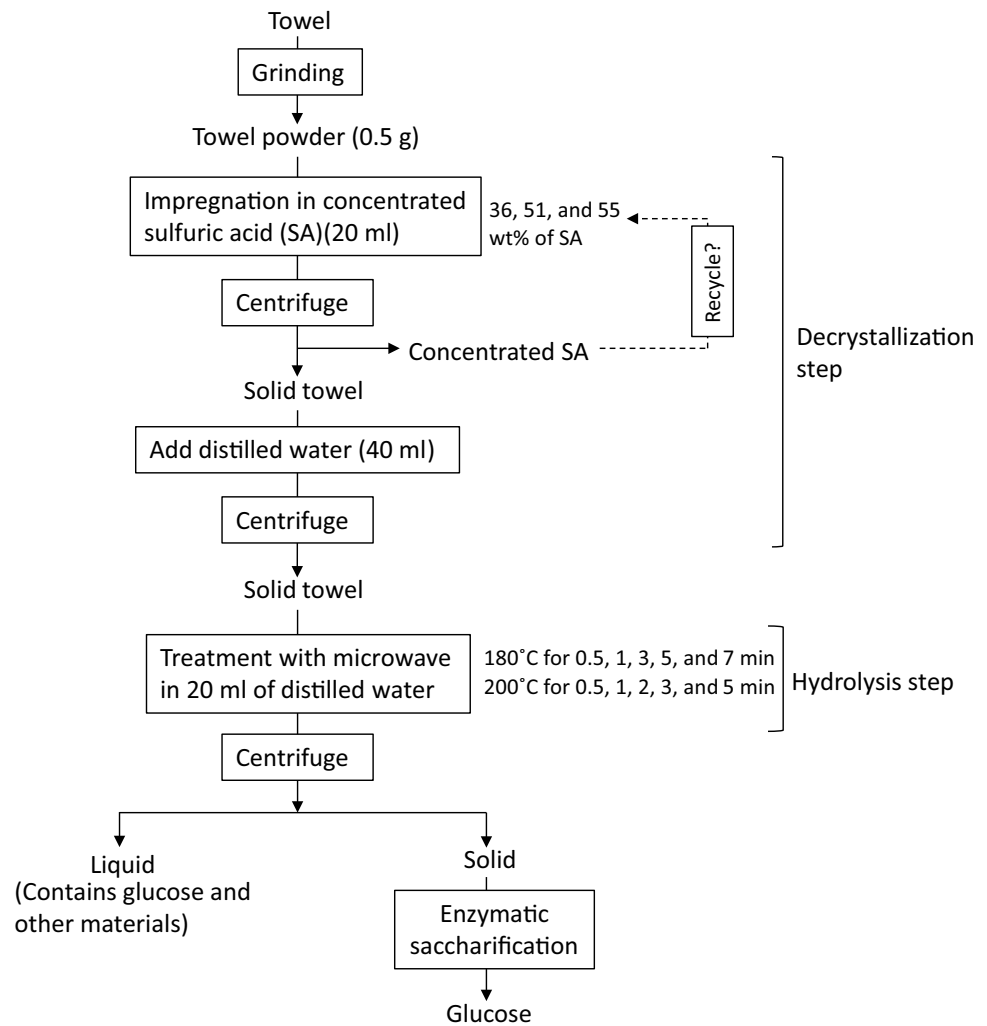 Towel
Grinding
Towel powder (0.5 g)
Impregnation in concentrated
sulfuric acid (SA)(20 ml)
36, 51, and 55
wt% of SA
Recycle?
Centrifuge
Concentrated SA
Decrystallization
step
Solid towel
Add distilled water (40 ml)
Centrifuge
Solid towel
Treatment with microwave
in 20 ml of distilled water
180˚C for 0.5, 1, 3, 5, and 7 min
200˚C for 0.5, 1, 2, 3, and 5 min
Hydrolysis step
Centrifuge
Liquid
(Contains glucose and
other materials)
Solid
Enzymatic
saccharification
Glucose